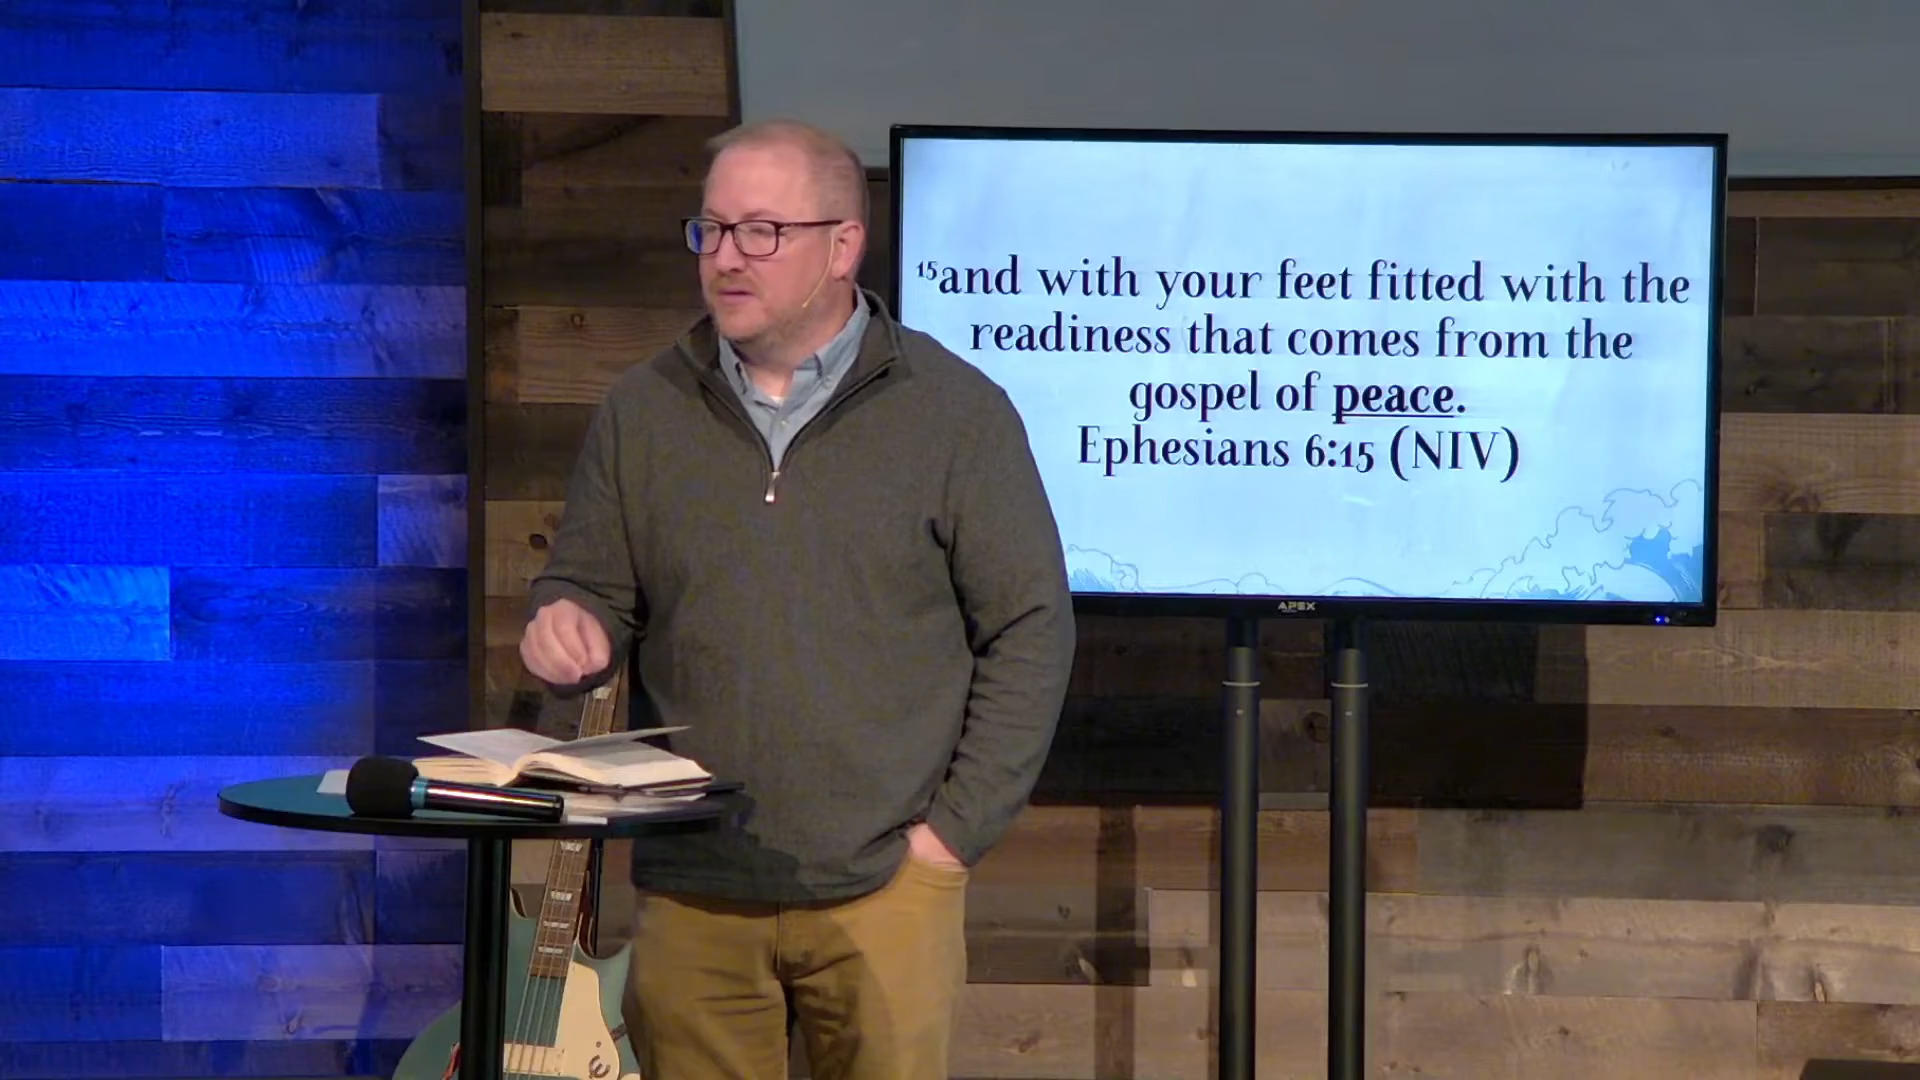 ¹⁵and with your feet fitted with the
readiness that comes from the
gospel of peace.
Ephesians 6:15 (NIV)
APEX